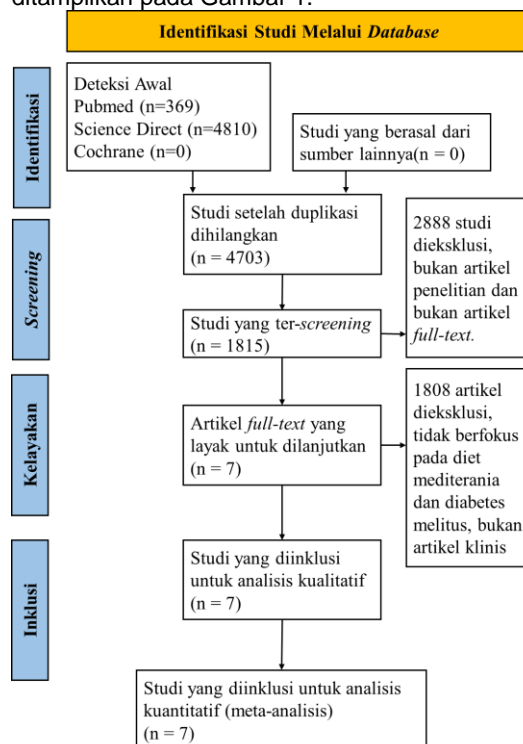 ditampilkan pada Gambar 1.
Identifikasi Studi Melalui Database
Identifikasi
Deteksi Awal
Pubmed (n=369)
Science Direct (n=4810)
Cochrane (n=0)
Studi yang berasal dari
sumber lainnya(n = 0)
Screening
Studi setelah duplikasi
dihilangkan
(n = 4703)
2888 studi
dieksklusi,
bukan artikel
penelitian dan
bukan artikel
full-text.
Studi yang ter-screening
(n = 1815)
Kelayakan
Artikel full-text yang
layak untuk dilanjutkan
(n = 7)
1808 artikel
dieksklusi,
tidak berfokus
pada diet
mediterania
dan diabetes
melitus, bukan
artikel klinis
Inklusi
Studi yang diinklusi
untuk analisis kualitatif
(n = 7)
Studi yang diinklusi untuk analisis
kuantitatif (meta-analisis)
(n = 7)